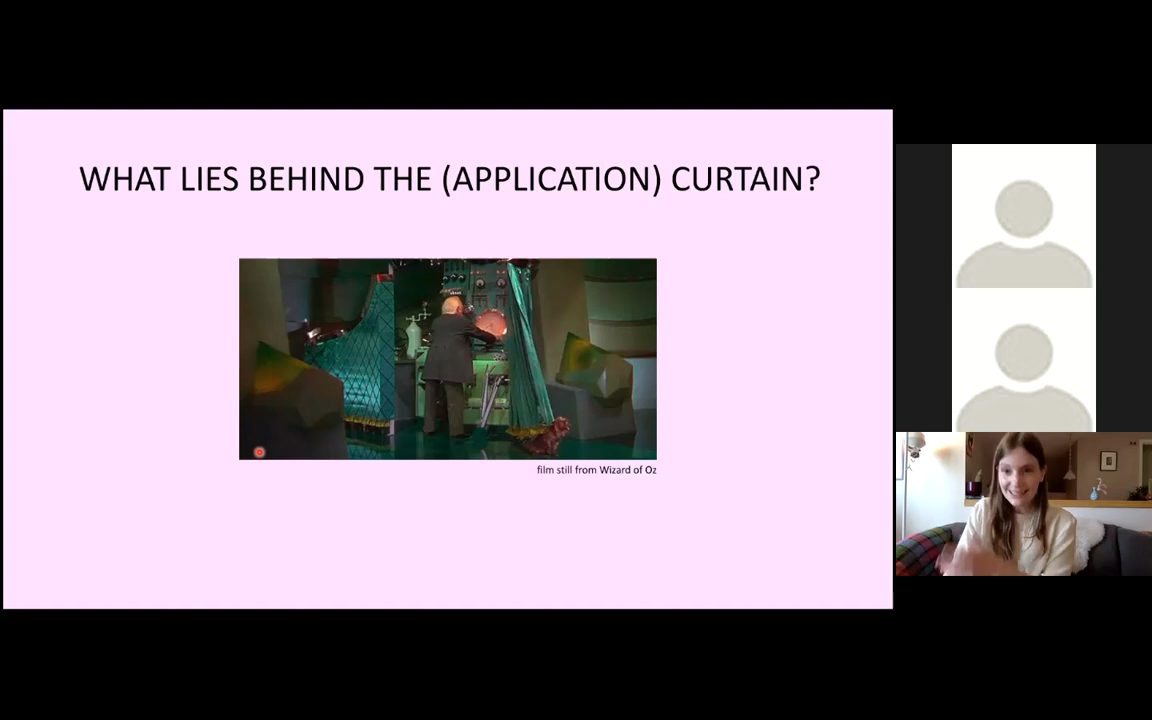 WHAT LIES BEHIND THE (APPLICATION) CURTAIN?
film still from Wizard of Oz